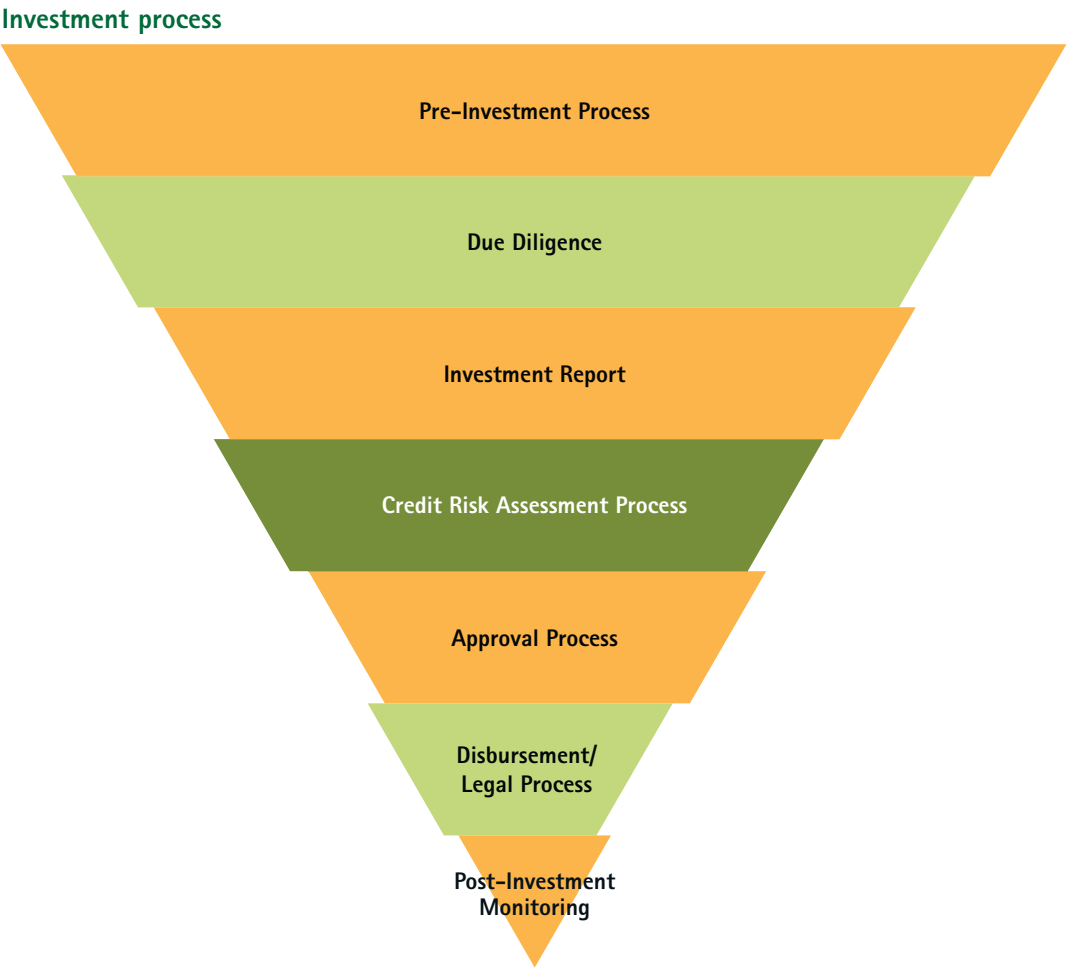 Investment process
Pre-Investment Process
Due Diligence
Investment Report
Credit Risk Assessment Process
Approval Process
Disbursement/
Legal Process
Post-Investment
Monitoring